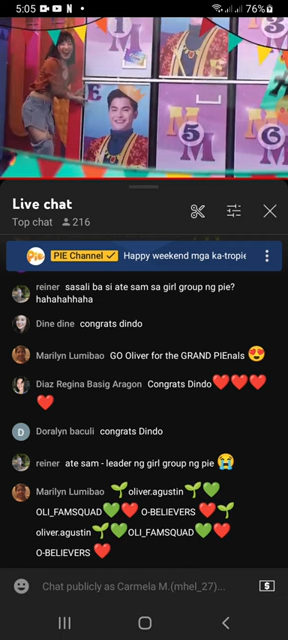 5:05
76%
1
3
E
5
6
M
M
M
Live chat
Top chat 216
PIE Channel Happy weekend mga ka-tropie
reiner sasali ba si ate sam sa girl group ng pie?
hahahahhaha
Dine dine congrats dindo
Marilyn Lumibao GO Oliver for the GRAND PIEnals 😍
Diaz Regina Basig Aragon Congrats Dindo❤️❤️❤️
❤️
D Doralyn baculi congrats Dindo
reiner ate sam - leader ng girl group ng pie 😭
Marilyn Lumibao 🌱oliver.agustin🌱💚
OLI_FAMSQUAD💚❤️ O-BELIEVERS ❤️🌱
oliver.agustin🌱💚OLI_FAMSQUAD💚❤️
O-BELIEVERS ❤️
Chat publicly as Carmela M.(mhel_27)...